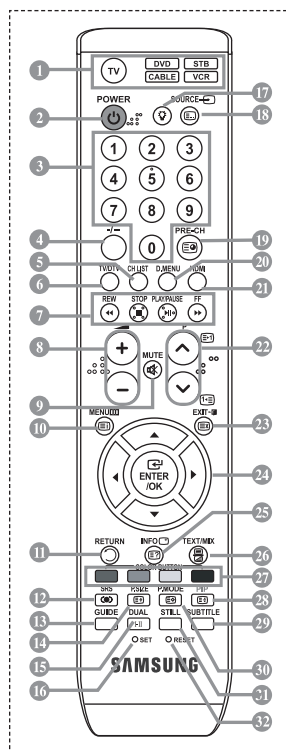 1 TV DVD STB
CABLE VCR
POWER SOURCE
2 17 18
3 1 2 3
4 5 6
7 8 9
4 -/-- 0 PRE-CH 19
5 20
6 TV/DTV CH LIST D.MENU HDMI 21
7 REW STOP PLAY/PAUSE FF
8 + P 22
9 MUTE
−
10 MENU EXIT 23
ENTER
/OK 24
25
11 RETURN INFO TEXT/MIX 26
COLOR BUTTON 27
12 SRS P.SIZE P.MODE PIP 28
13 GUIDE DUAL STILL SUBTITLE 29
14 I-II 30
15 31
16 SET RESET 32
SAMSUNG